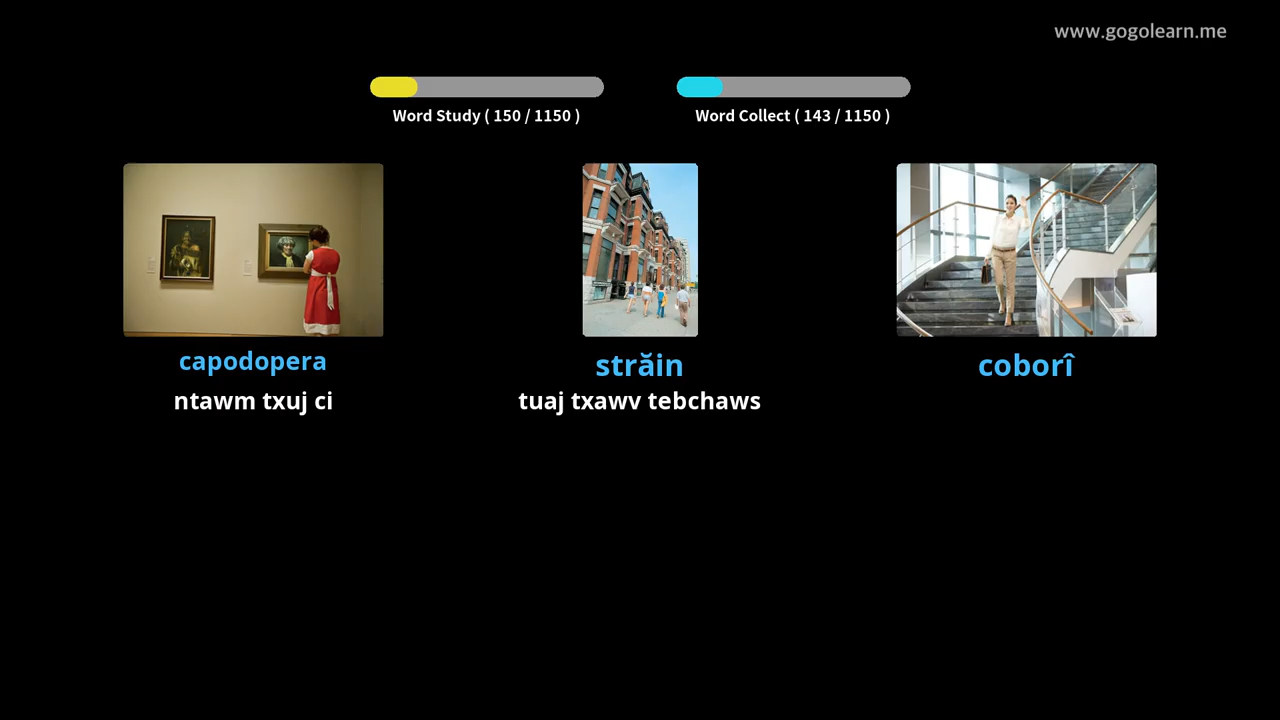 www.gogolearn.me
Word Study ( 150 / 1150 )
Word Collect ( 143 / 1150 )
capodopera
ntawm txuj ci
străin
tuaj txawv tebchaws
coborî